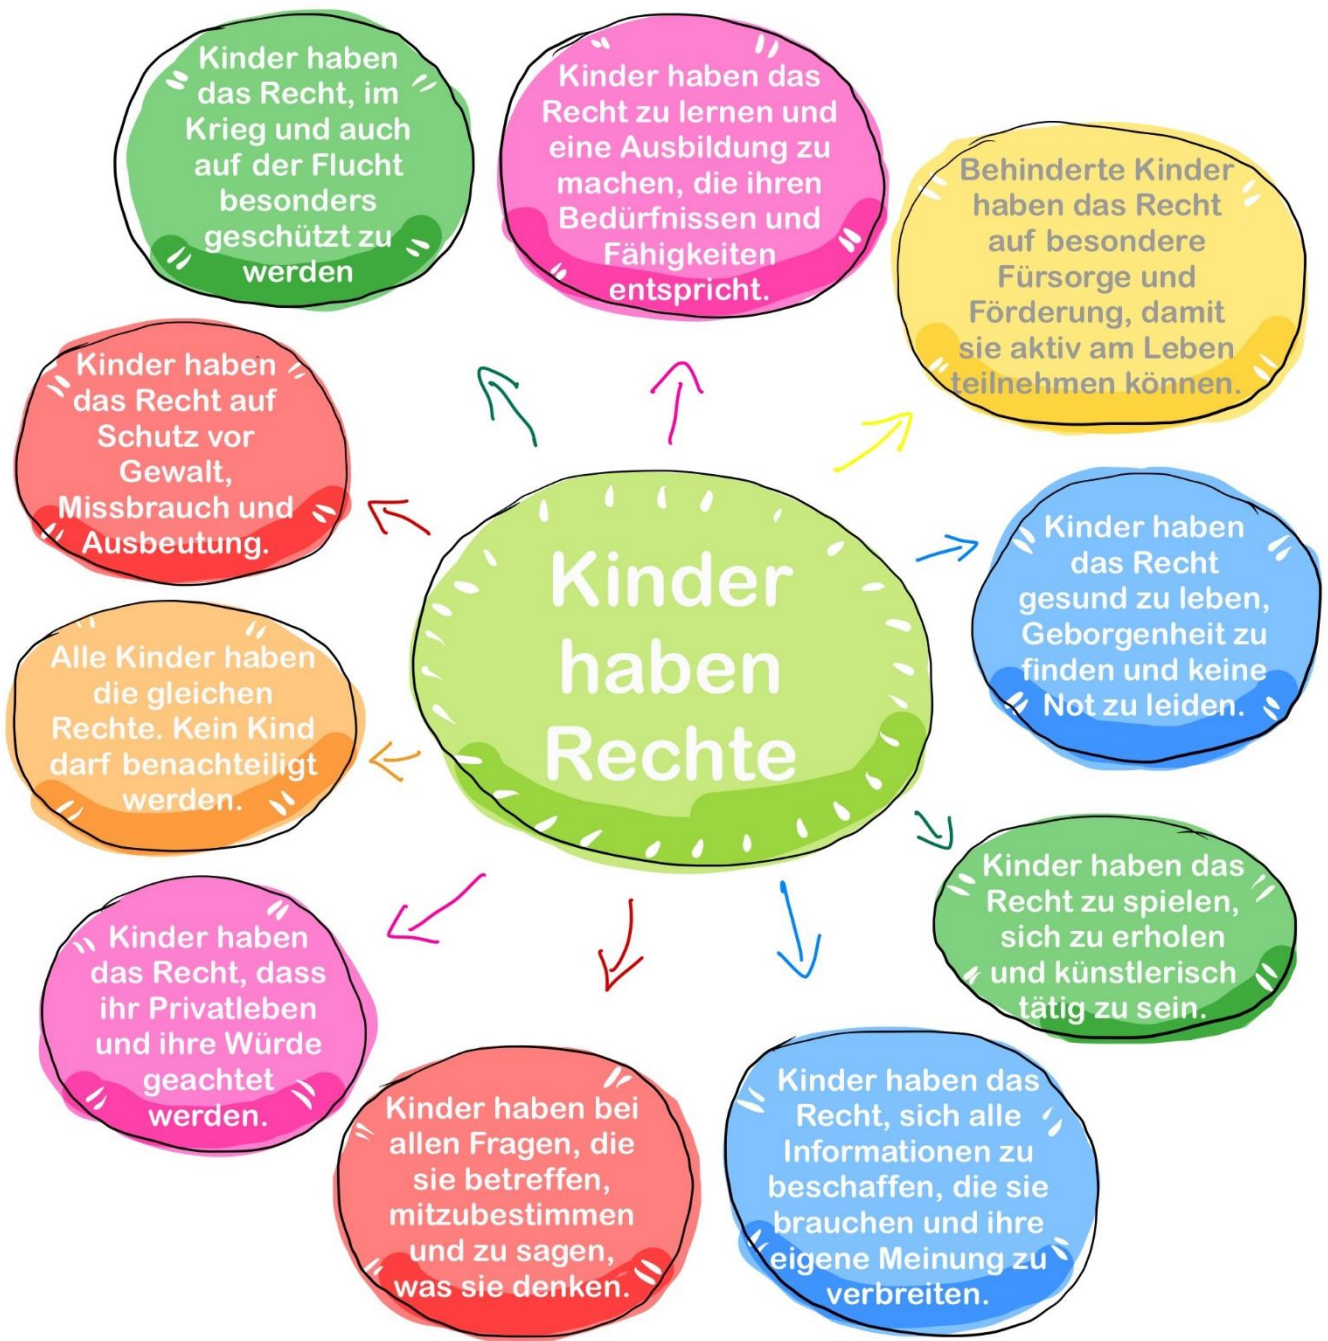 Kinder haben
das Recht, im
Krieg und auch
auf der Flucht
besonders
geschützt zu
werden
Kinder haben das
Recht zu lernen und
eine Ausbildung zu
machen, die ihren
Bedürfnissen und
Fähigkeiten
entspricht.
Behinderte Kinder
haben das Recht
auf besondere
Fürsorge und
Förderung, damit
sie aktiv am Leben
teilnehmen können.
Kinder haben
das Recht auf
Schutz vor
Gewalt,
Missbrauch und
Ausbeutung.
Kinder
haben
Rechte
Kinder haben
das Recht
gesund zu leben,
Geborgenheit zu
finden und keine
Not zu leiden.
Alle Kinder haben
die gleichen
Rechte. Kein Kind
darf benachteiligt
werden.
Kinder haben das
Recht zu spielen,
sich zu erholen
und künstlerisch
tätig zu sein.
Kinder haben
das Recht, dass
ihr Privatleben
und ihre Würde
geachtet
werden.
Kinder haben bei
allen Fragen, die
sie betreffen,
mitzubestimmen
und zu sagen,
was sie denken.
Kinder haben das
Recht, sich alle
Informationen zu
beschaffen, die sie
brauchen und ihre
eigene Meinung zu
verbreiten.